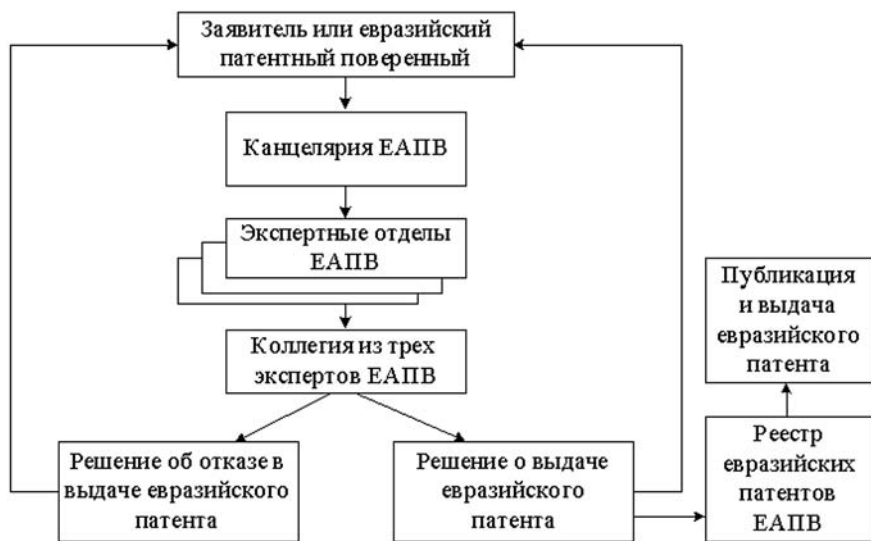 Заявитель или евразийский
патентный поверенный
Канцелярия ЕАПВ
Экспертные отделы
ЕАПВ
Коллегия из трех
экспертов ЕАПВ
Решение об отказе в
выдаче евразийского
патента
Решение о выдаче
евразийского
патента
Публикация
и выдача
евразийского
патента
Реестр
евразийских
патентов
ЕАПВ